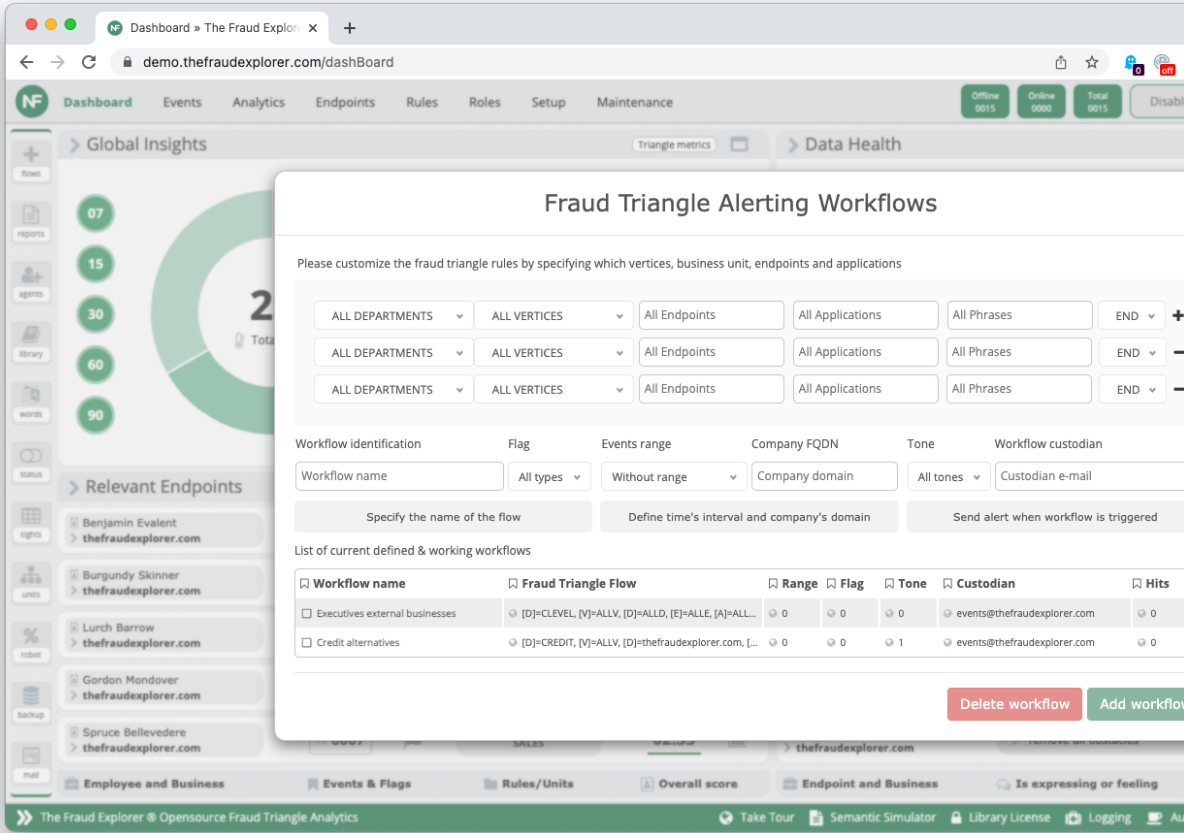 NF Dashboard » The Fraud Explor
demo.thefraudexplorer.com/dashBoard
0 off
NF Dashboard Events Analytics Endpoints Rules Roles Setup Maintenance
Offline 0015
Online 0000
Total 0015
Disabl
Global Insights Triangle metrics Data Health
flows
reports
agents
library
words
status
sights
units
robot
backup
mail
07
15
30
60
90
2
Tota
Relevant Endpoints
Benjamin Evalent
thefraudexplorer.com
Burgundy Skinner
thefraudexplorer.com
Lurch Barrow
thefraudexplorer.com
Gordon Mondover
thefraudexplorer.com
Spruce Bellevedere
thefraudexplorer.com
Fraud Triangle Alerting Workflows
Please customize the fraud triangle rules by specifying which vertices, business unit, endpoints and applications
ALL DEPARTMENTS ALL VERTICES All Endpoints All Applications All Phrases END
ALL DEPARTMENTS ALL VERTICES All Endpoints All Applications All Phrases END
ALL DEPARTMENTS ALL VERTICES All Endpoints All Applications All Phrases END
Workflow identification Flag Events range Company FQDN Tone Workflow custodian
Workflow name All types Without range Company domain All tones Custodian e-mail
Specify the name of the flow Define time's interval and company's domain Send alert when workflow is triggered
List of current defined & working workflows
Workflow name Fraud Triangle Flow Range Flag Tone Custodian Hits
Executives external businesses [D]=CLEVEL, [V]=ALLV, [D]=ALLD, [E]=ALLE, [A]=ALL... 0 0 0 events@thefraudexplorer.com 0
Credit alternatives [D]=CREDIT, [V]=ALLV, [D]=thefraudexplorer.com, [... 0 0 1 events@thefraudexplorer.com 0
Delete workflow Add workflow
SALES
thefraudexplorer.com
Employee and Business Events & Flags Rules/Units Overall score Endpoint and Business Is expressing or feeling
The Fraud Explorer ® Opensource Fraud Triangle Analytics Take Tour Semantic Simulator Library License Logging Au